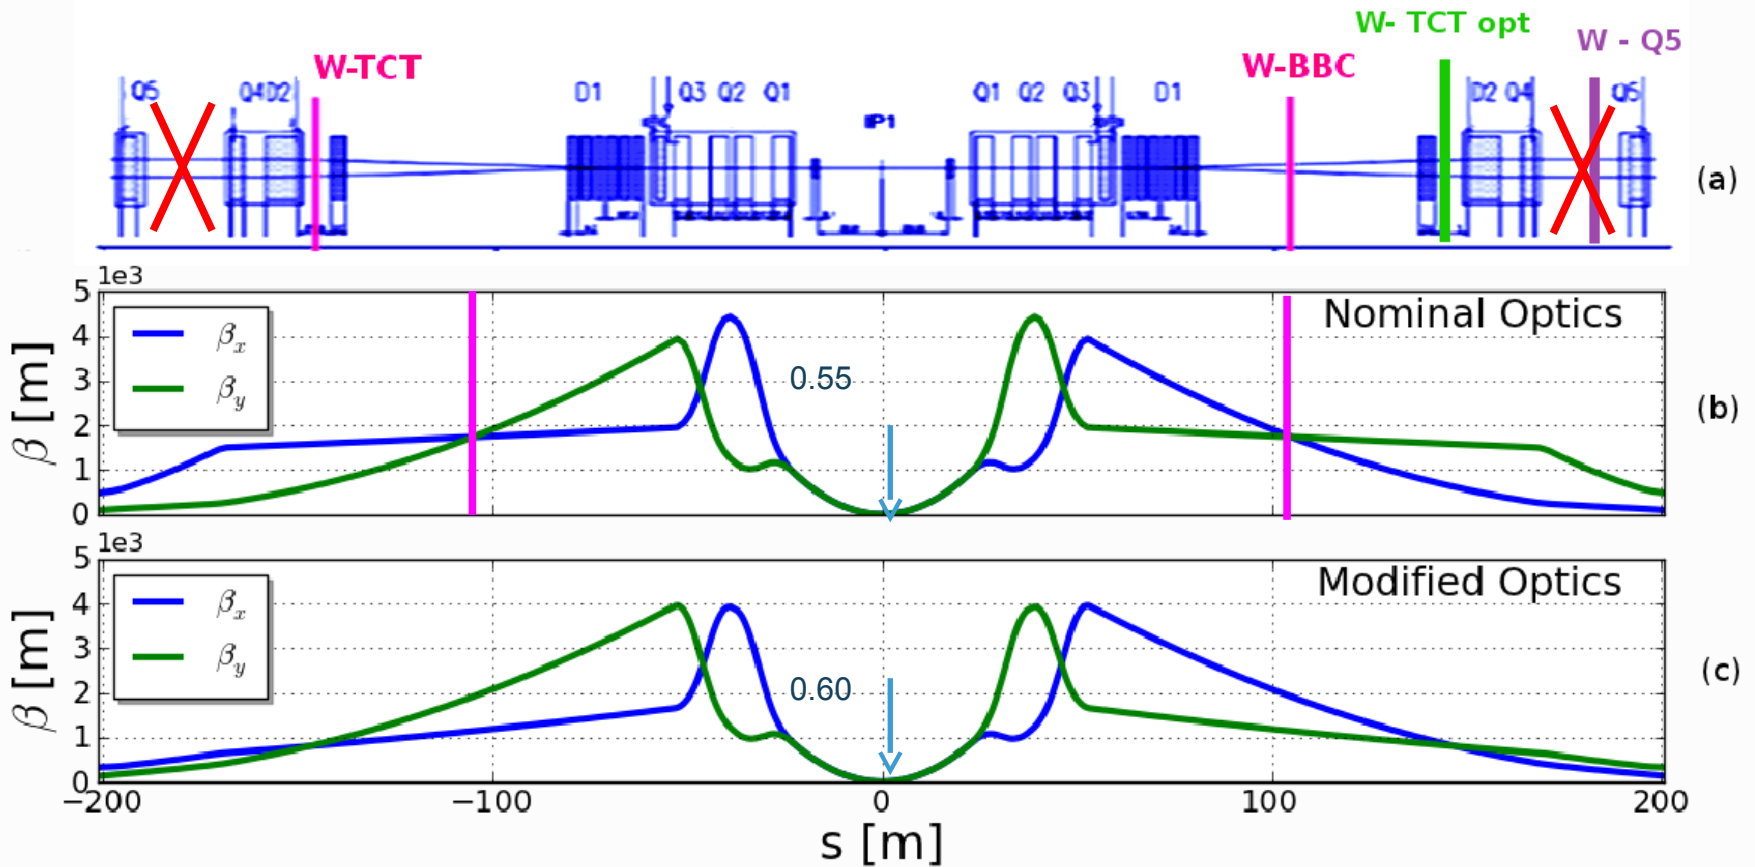 W- TCT opt
W - Q5
W-TCT
W-BBC
Q5
Q4 D2
D1
Q3 Q2 Q1
IP1
Q1 Q2 Q3
D1
D2 Q4
Q5
(a)
1e3
5
4
3
2
1
0
β [m]
βx
βy
0.55
Nominal Optics
(b)
1e3
5
4
3
2
1
0
β [m]
βx
βy
0.60
Modified Optics
(c)
−200
−100
0
100
200
s [m]